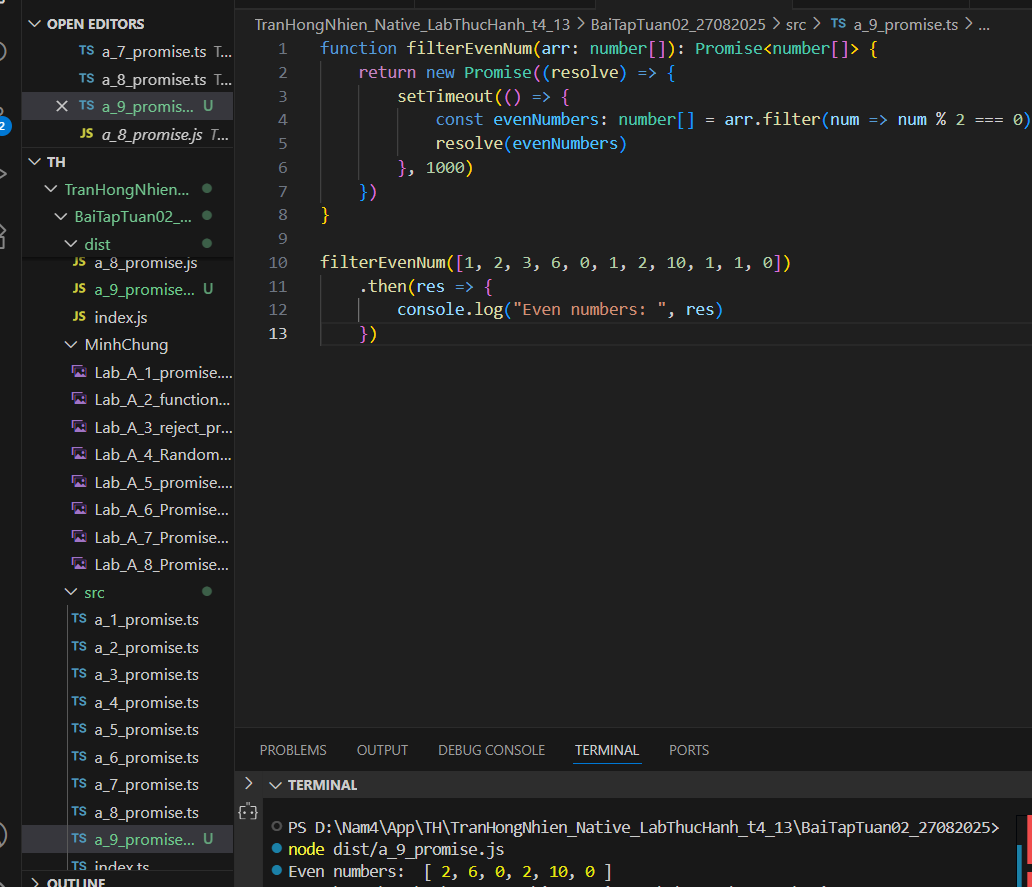 OPEN EDITORS
TS a_7_promise.ts T...
TS a_8_promise.ts T...
TS a_9_promis... U
JS a_8_promise.js T...
TH
TranHongNhien...
BaiTapTuan02_...
dist
JS a_8_promise.js
JS a_9_promise... U
JS index.js
MinhChung
Lab_A_1_promise....
Lab_A_2_function...
Lab_A_3_reject_pr...
Lab_A_4_Random...
Lab_A_5_promise....
Lab_A_6_Promise...
Lab_A_7_Promise...
Lab_A_8_Promise...
src
TS a_1_promise.ts
TS a_2_promise.ts
TS a_3_promise.ts
TS a_4_promise.ts
TS a_5_promise.ts
TS a_6_promise.ts
TS a_7_promise.ts
TS a_8_promise.ts
TS a_9_promise... U
TS index.ts
OUTLINE
2
TranHongNhien_Native_LabThucHanh_t4_13 > BaiTapTuan02_27082025 > src > TS a_9_promise.ts > ...
1 function filterEvenNum(arr: number[]): Promise<number[]> {
2 return new Promise((resolve) => {
3 setTimeout(() => {
4 const evenNumbers: number[] = arr.filter(num => num % 2 === 0)
5 resolve(evenNumbers)
6 }, 1000)
7 })
8 }
9
10 filterEvenNum([1, 2, 3, 6, 0, 1, 2, 10, 1, 1, 0])
11 .then(res => {
12 console.log("Even numbers: ", res)
13 })
PROBLEMS OUTPUT DEBUG CONSOLE TERMINAL PORTS
TERMINAL
PS D:\Nam4\App\TH\TranHongNhien_Native_LabThucHanh_t4_13\BaiTapTuan02_27082025>
node dist/a_9_promise.js
Even numbers: [ 2, 6, 0, 2, 10, 0 ]